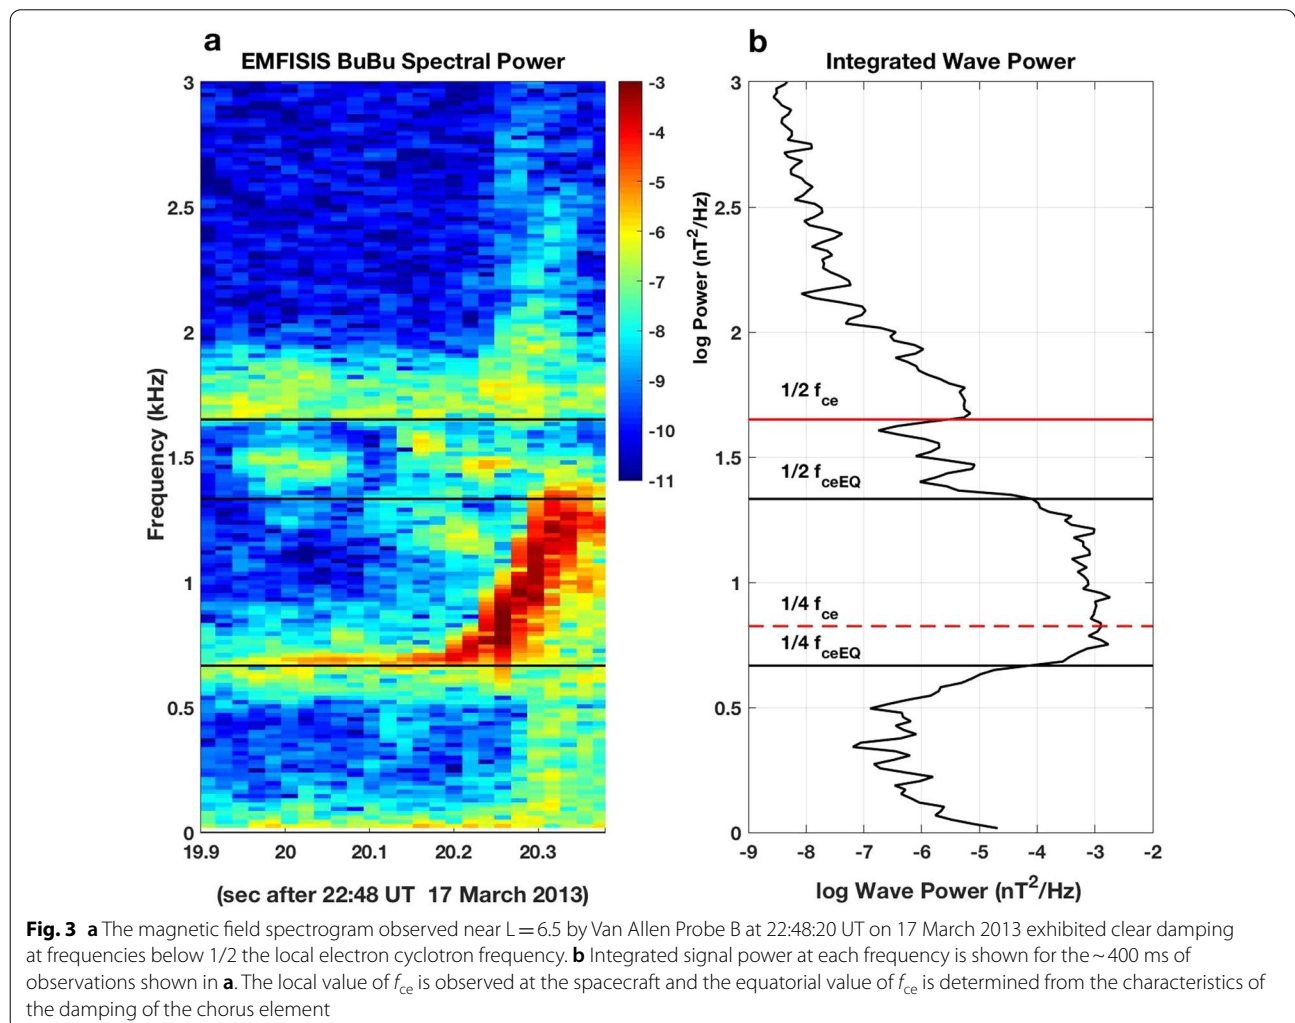 a
EMFISIS BuBu Spectral Power
3
2.5
2
1.5
1
0.5
0
Frequency (kHz)
19.9 20 20.1 20.2 20.3
(sec after 22:48 UT 17 March 2013)
-3
-4
-5
-6
-7
-8
-9
-10
-11
log Power (nT²/Hz)
b
Integrated Wave Power
3
2.5
2
1.5
1
0.5
0
1/2 f_ce
1/2 f_ceEQ
1/4 f_ce
1/4 f_ceEQ
-9 -8 -7 -6 -5 -4 -3 -2
log Wave Power (nT²/Hz)
Fig. 3 a The magnetic field spectrogram observed near L = 6.5 by Van Allen Probe B at 22:48:20 UT on 17 March 2013 exhibited clear damping
at frequencies below 1/2 the local electron cyclotron frequency. b Integrated signal power at each frequency is shown for the ~ 400 ms of
observations shown in a. The local value of f_ce is observed at the spacecraft and the equatorial value of f_ce is determined from the characteristics of
the damping of the chorus element